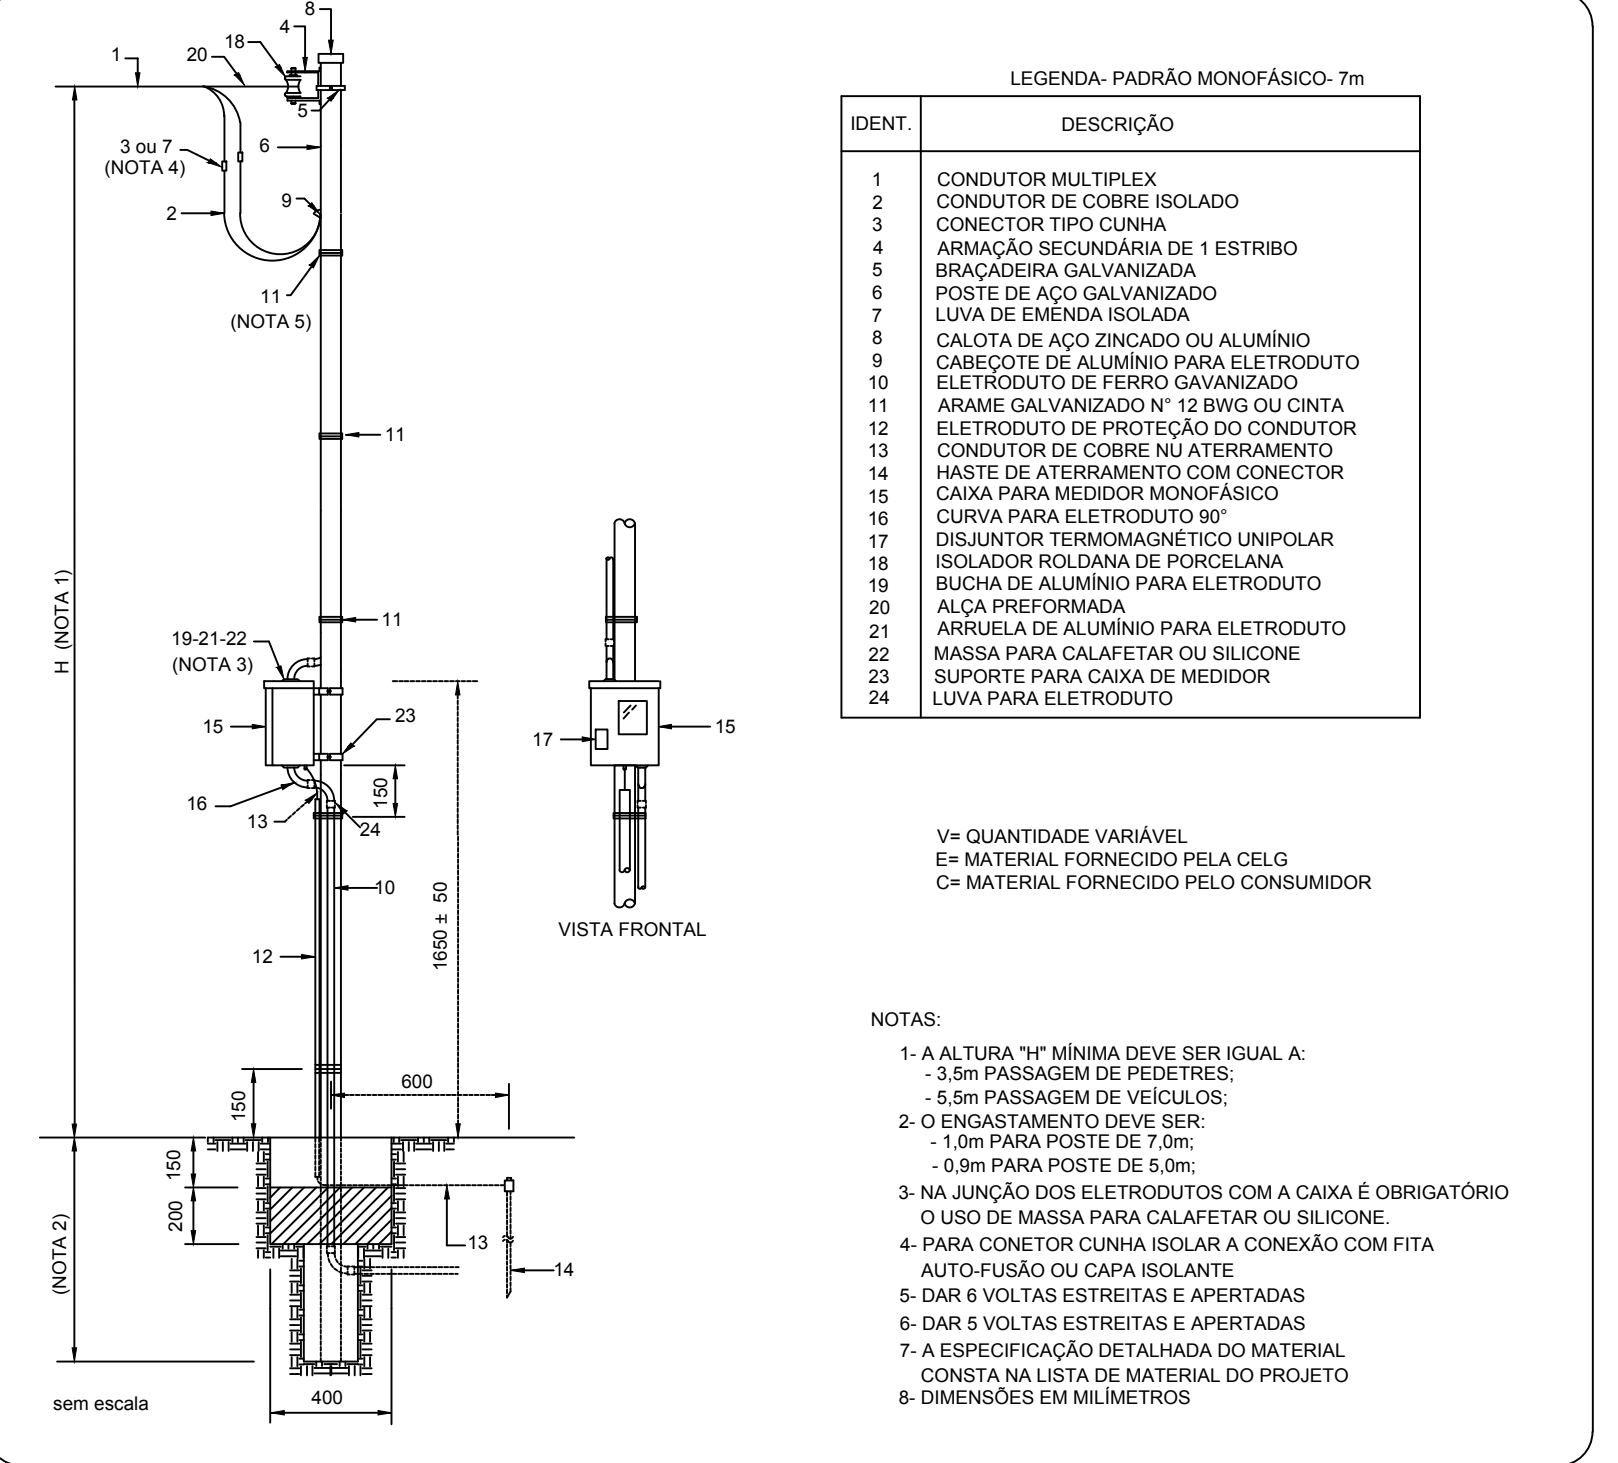 8
4
18
20
1
5
3 ou 7
(NOTA 4)
6
9
2
11
(NOTA 5)
11
H (NOTA 1)
11
19-21-22
(NOTA 3)
15
23
16
13
150
24
10
1650 ± 50
12
600
150
150
200
(NOTA 2)
13
14
400
sem escala
17
15
VISTA FRONTAL
LEGENDA- PADRÃO MONOFÁSICO- 7m
IDENT. DESCRIÇÃO
1 CONDUTOR MULTIPLEX
2 CONDUTOR DE COBRE ISOLADO
3 CONECTOR TIPO CUNHA
4 ARMAÇÃO SECUNDÁRIA DE 1 ESTRIBO
5 BRAÇADEIRA GALVANIZADA
6 POSTE DE AÇO GALVANIZADO
7 LUVA DE EMENDA ISOLADA
8 CALOTA DE AÇO ZINCADO OU ALUMÍNIO
9 CABEÇOTE DE ALUMÍNIO PARA ELETRODUTO
10 ELETRODUTO DE FERRO GAVANIZADO
11 ARAME GALVANIZADO N° 12 BWG OU CINTA
12 ELETRODUTO DE PROTEÇÃO DO CONDUTOR
13 CONDUTOR DE COBRE NU ATERRAMENTO
14 HASTE DE ATERRAMENTO COM CONECTOR
15 CAIXA PARA MEDIDOR MONOFÁSICO
16 CURVA PARA ELETRODUTO 90°
17 DISJUNTOR TERMOMAGNÉTICO UNIPOLAR
18 ISOLADOR ROLDANA DE PORCELANA
19 BUCHA DE ALUMÍNIO PARA ELETRODUTO
20 ALÇA PREFORMADA
21 ARRUELA DE ALUMÍNIO PARA ELETRODUTO
22 MASSA PARA CALAFETAR OU SILICONE
23 SUPORTE PARA CAIXA DE MEDIDOR
24 LUVA PARA ELETRODUTO
V= QUANTIDADE VARIÁVEL
E= MATERIAL FORNECIDO PELA CELG
C= MATERIAL FORNECIDO PELO CONSUMIDOR
NOTAS:
1- A ALTURA "H" MÍNIMA DEVE SER IGUAL A:
- 3,5m PASSAGEM DE PEDETRES;
- 5,5m PASSAGEM DE VEÍCULOS;
2- O ENGASTAMENTO DEVE SER:
- 1,0m PARA POSTE DE 7,0m;
- 0,9m PARA POSTE DE 5,0m;
3- NA JUNÇÃO DOS ELETRODUTOS COM A CAIXA É OBRIGATÓRIO
O USO DE MASSA PARA CALAFETAR OU SILICONE.
4- PARA CONETOR CUNHA ISOLAR A CONEXÃO COM FITA
AUTO-FUSÃO OU CAPA ISOLANTE
5- DAR 6 VOLTAS ESTREITAS E APERTADAS
6- DAR 5 VOLTAS ESTREITAS E APERTADAS
7- A ESPECIFICAÇÃO DETALHADA DO MATERIAL
CONSTA NA LISTA DE MATERIAL DO PROJETO
8- DIMENSÕES EM MILÍMETROS